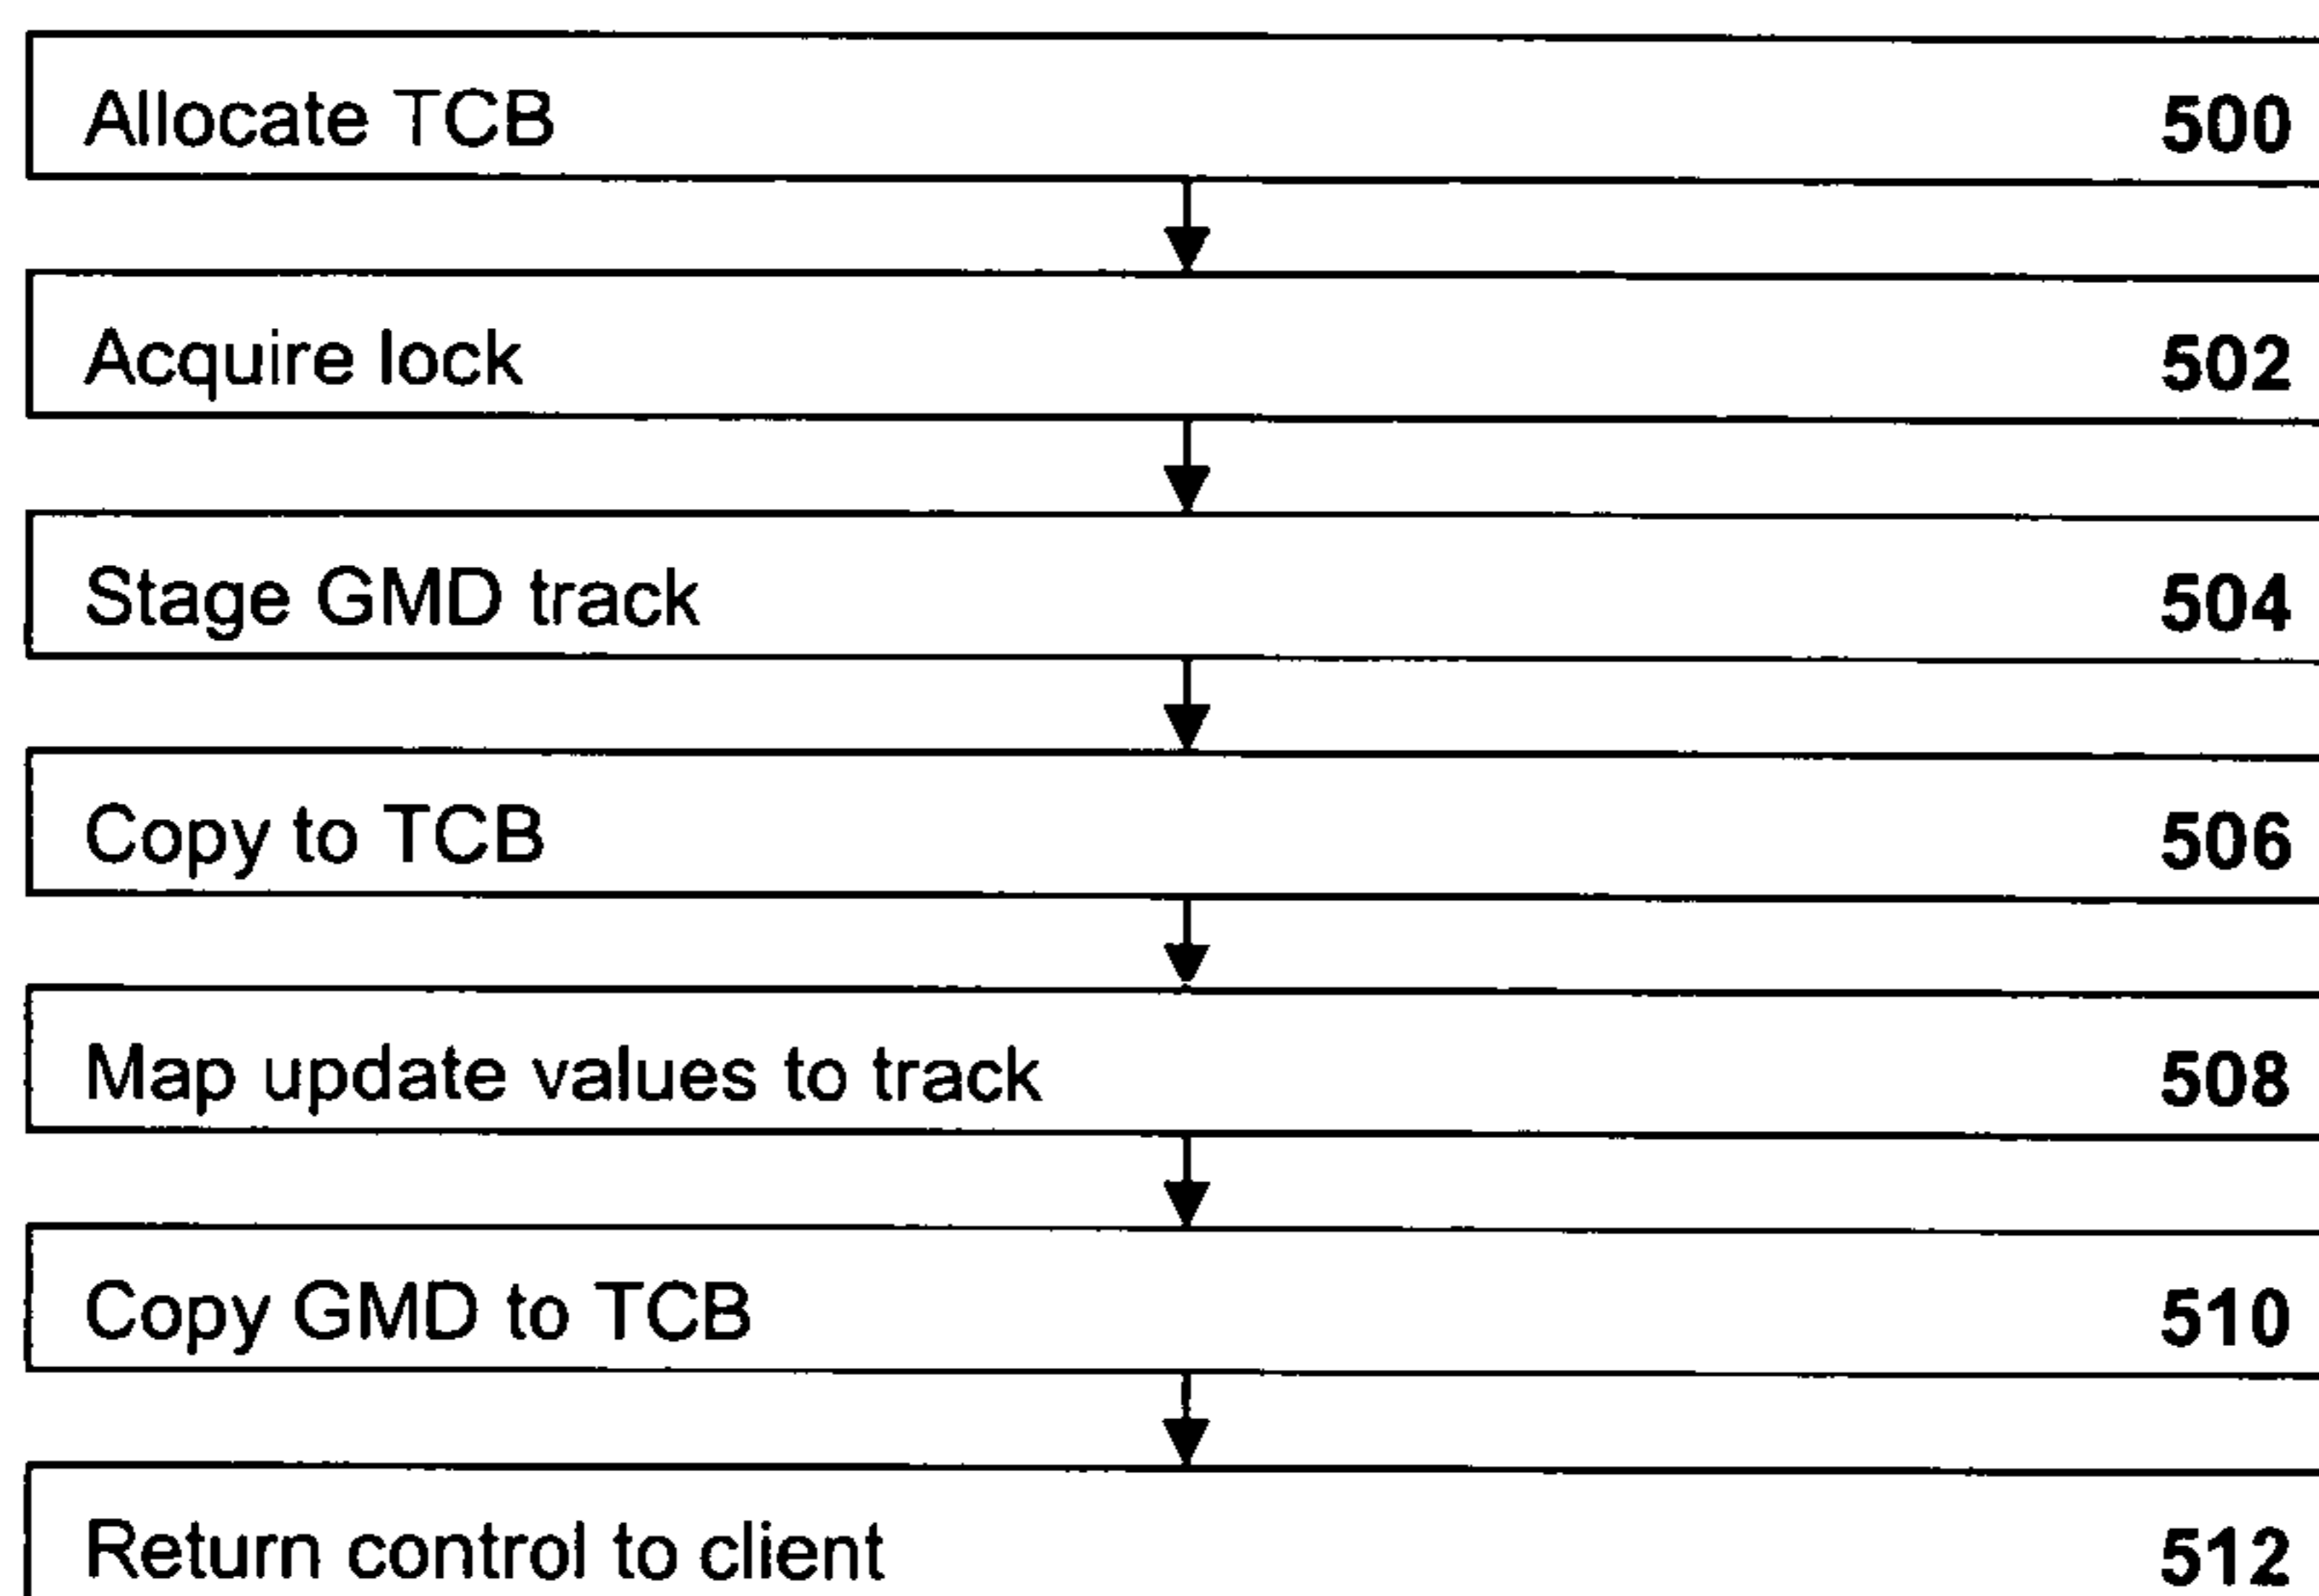 Allocate TCB 500
Acquire lock 502
Stage GMD track 504
Copy to TCB 506
Map update values to track 508
Copy GMD to TCB 510
Return control to client 512